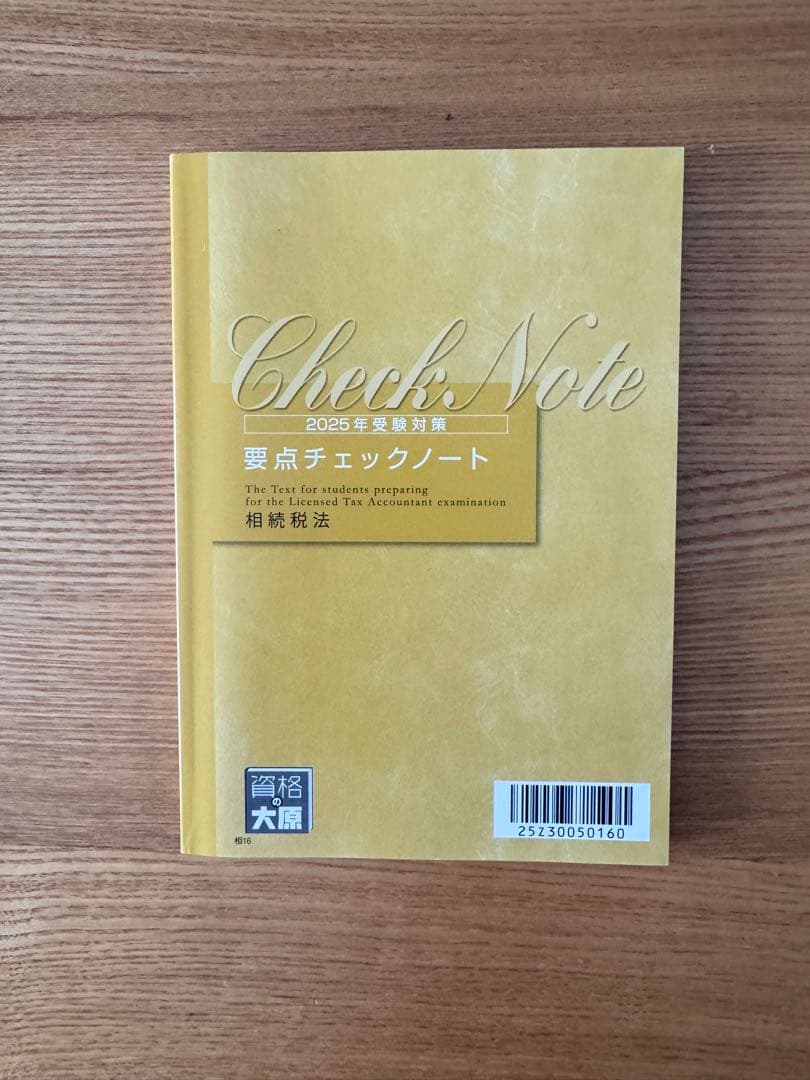 Check Note
2025年受験対策
要点チェックノート
The Text for students preparing
for the Licensed Tax Accountant examination
相続税法
資格
の
大原
相16
25Z30050160